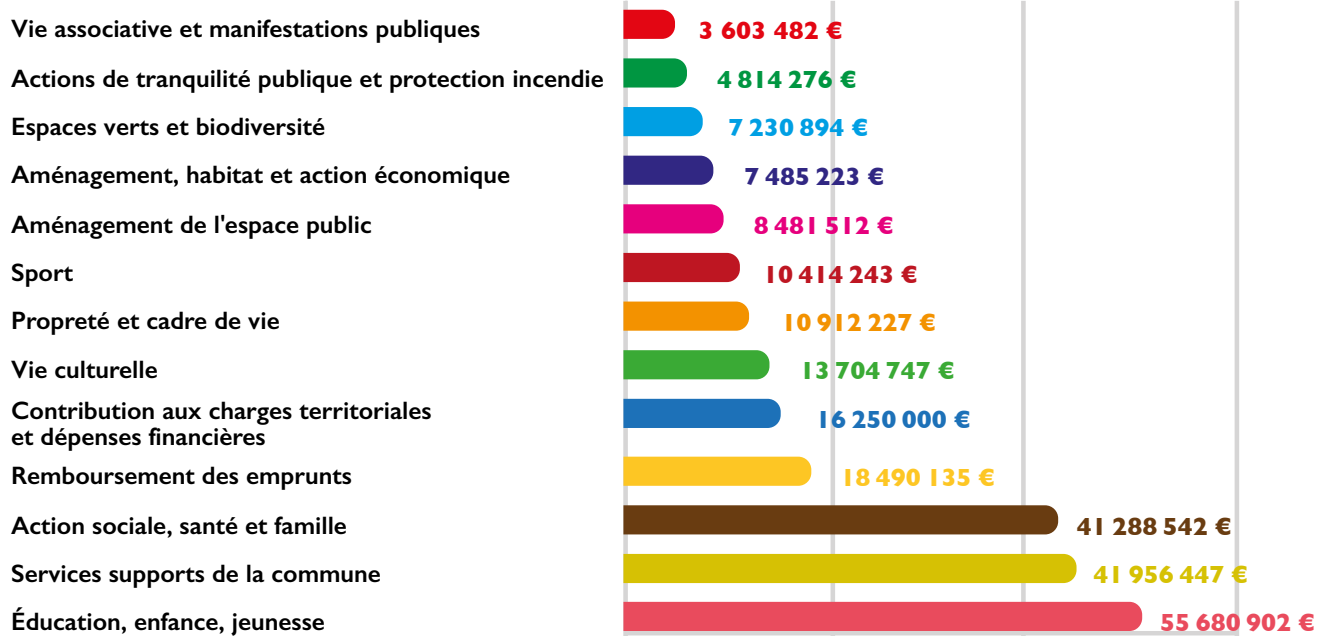 Vie associative et manifestations publiques 3 603 482 €
Actions de tranquilité publique et protection incendie 4 814 276 €
Espaces verts et biodiversité 7 230 894 €
Aménagement, habitat et action économique 7 485 223 €
Aménagement de l'espace public 8 481 512 €
Sport 10 414 243 €
Propreté et cadre de vie 10 912 227 €
Vie culturelle 13 704 747 €
Contribution aux charges territoriales
et dépenses financières 16 250 000 €
Remboursement des emprunts 18 490 135 €
Action sociale, santé et famille 41 288 542 €
Services supports de la commune 41 956 447 €
Éducation, enfance, jeunesse 55 680 902 €